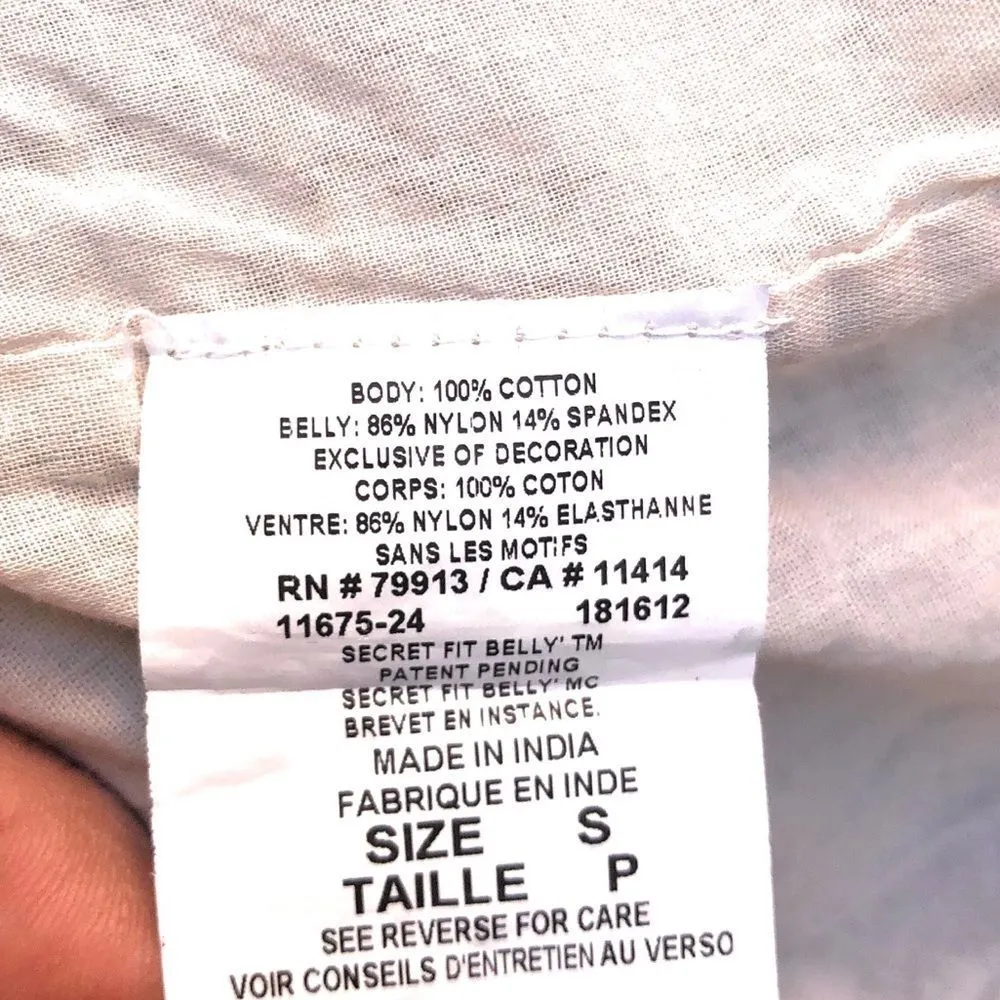 BODY: 100% COTTON
BELLY: 86% NYLON 14% SPANDEX
EXCLUSIVE OF DECORATION
CORPS: 100% COTON
VENTRE: 86% NYLON 14% ELASTHANNE
SANS LES MOTIFS
RN # 79913 / CA # 11414
11675-24 181612
SECRET FIT BELLY' TM
PATENT PENDING
SECRET FIT BELLY' MC
BREVET EN INSTANCE.
MADE IN INDIA
FABRIQUE EN INDE
SIZE S
TAILLE P
SEE REVERSE FOR CARE
VOIR CONSEILS D'ENTRETIEN AU VERSO